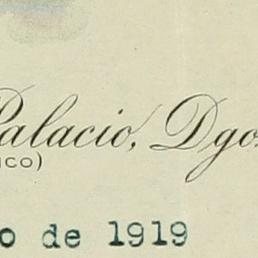 Palacio, Dgo.
ICO)
o de 1919